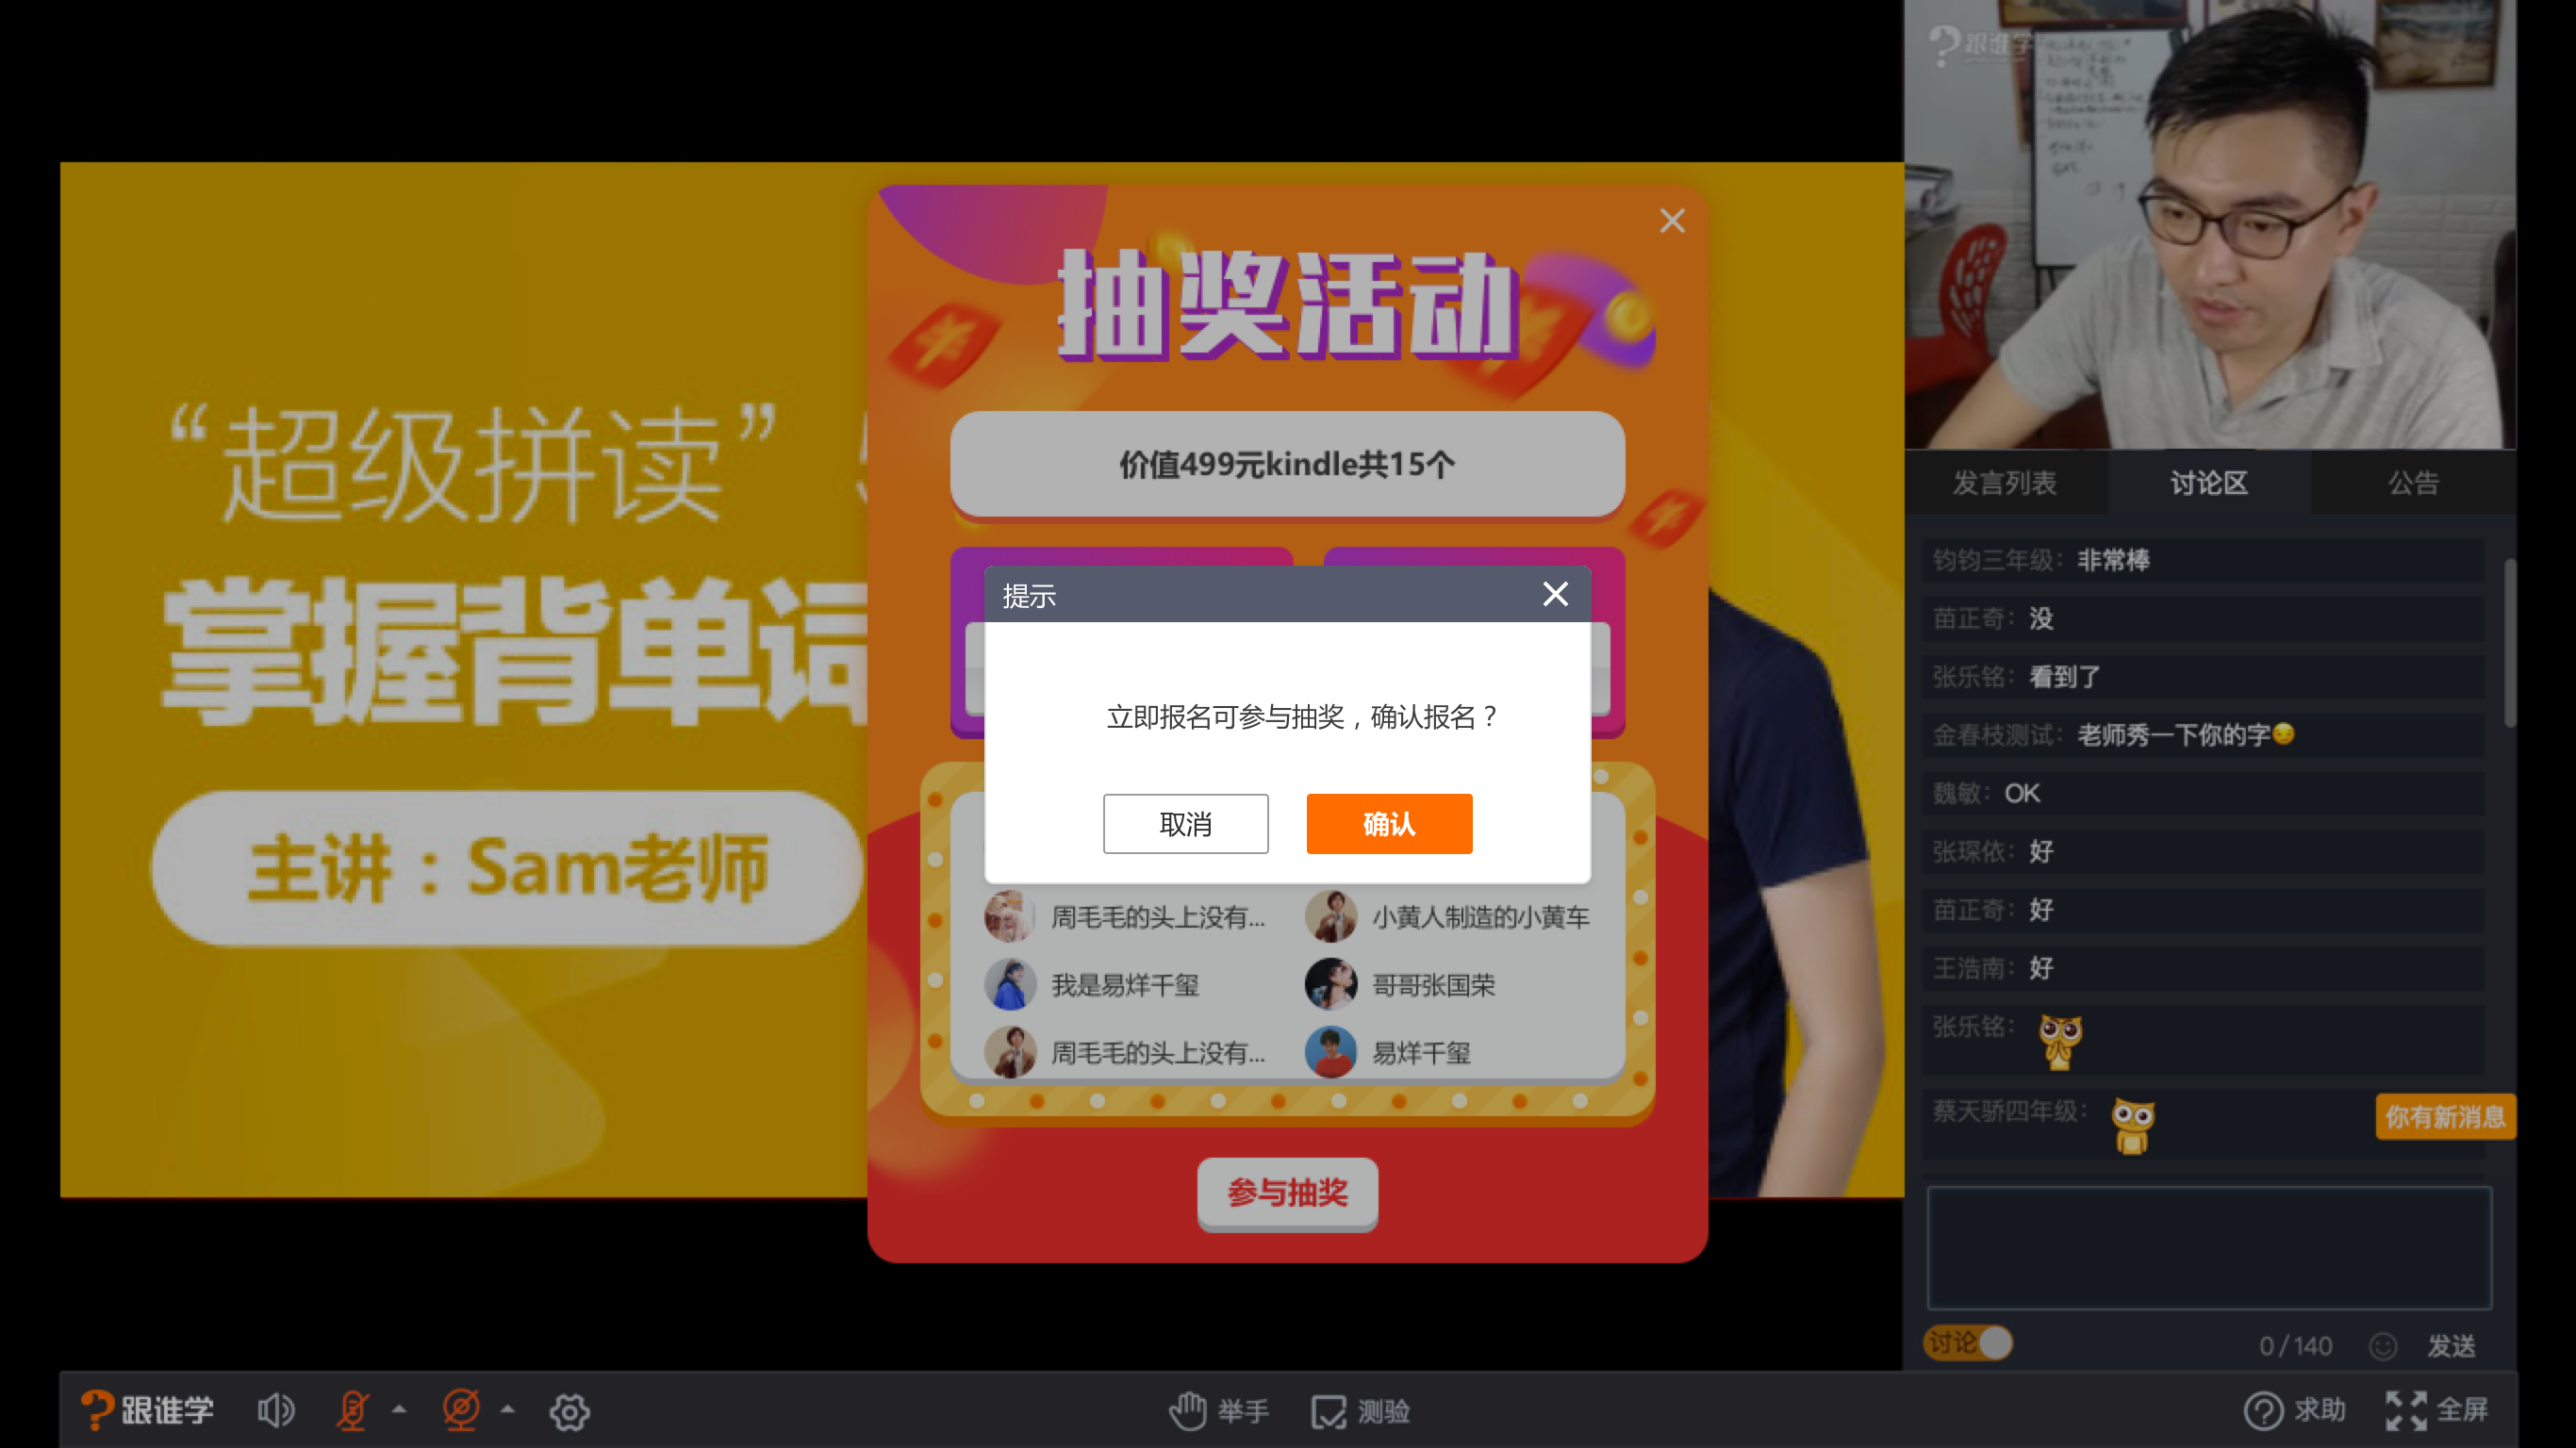 跟谁学
抽奖活动
价值499元kindle共15个
“超级拼读”
掌握背单词
主讲：Sam老师
提示
立即报名可参与抽奖，确认报名？
取消
确认
周毛毛的头上没有...
小黄人制造的小黄车
我是易烊千玺
哥哥张国荣
周毛毛的头上没有...
易烊千玺
参与抽奖
发言列表
讨论区
公告
钧钧三年级：非常棒
苗正奇：没
张乐铭：看到了
金春枝测试：老师秀一下你的字😏
魏敏：OK
张琛依：好
苗正奇：好
王浩南：好
张乐铭：
蔡天骄四年级：
你有新消息
讨论
0/140
发送
跟谁学
举手
测验
求助
全屏